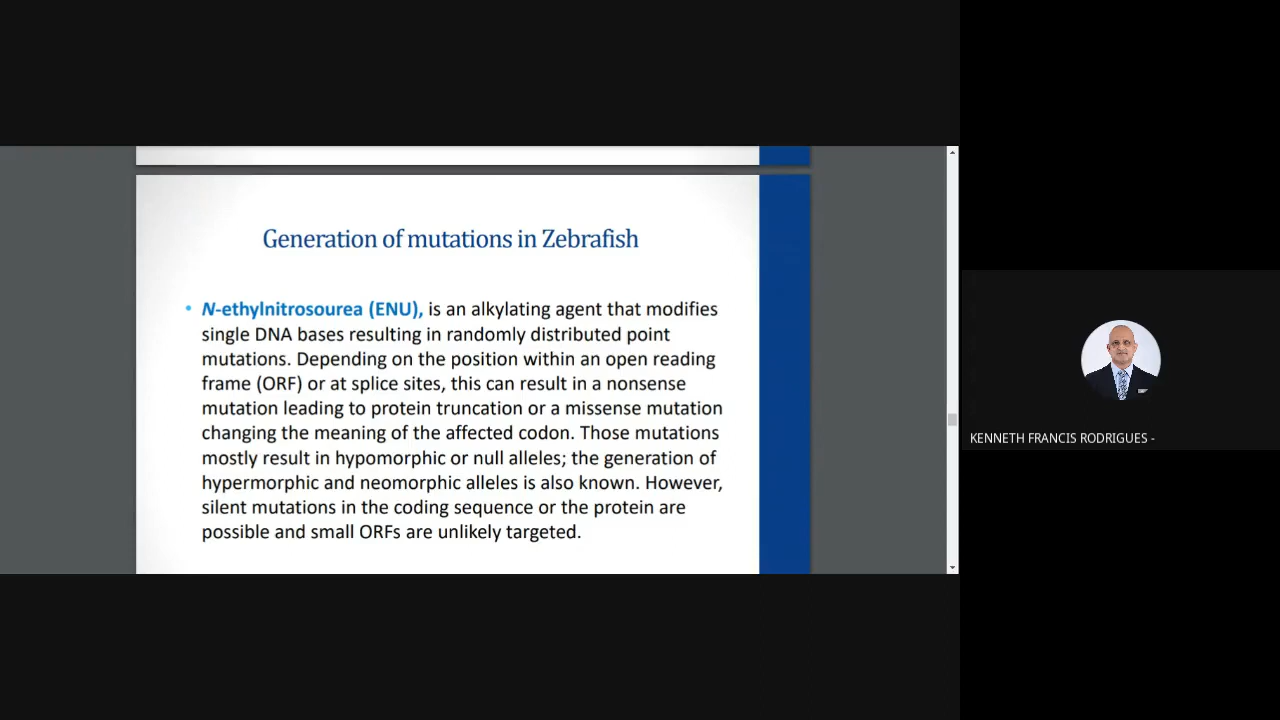 Generation of mutations in Zebrafish
• N-ethylnitrosourea (ENU), is an alkylating agent that modifies
single DNA bases resulting in randomly distributed point
mutations. Depending on the position within an open reading
frame (ORF) or at splice sites, this can result in a nonsense
mutation leading to protein truncation or a missense mutation
changing the meaning of the affected codon. Those mutations
mostly result in hypomorphic or null alleles; the generation of
hypermorphic and neomorphic alleles is also known. However,
silent mutations in the coding sequence or the protein are
possible and small ORFs are unlikely targeted.
KENNETH FRANCIS RODRIGUES -